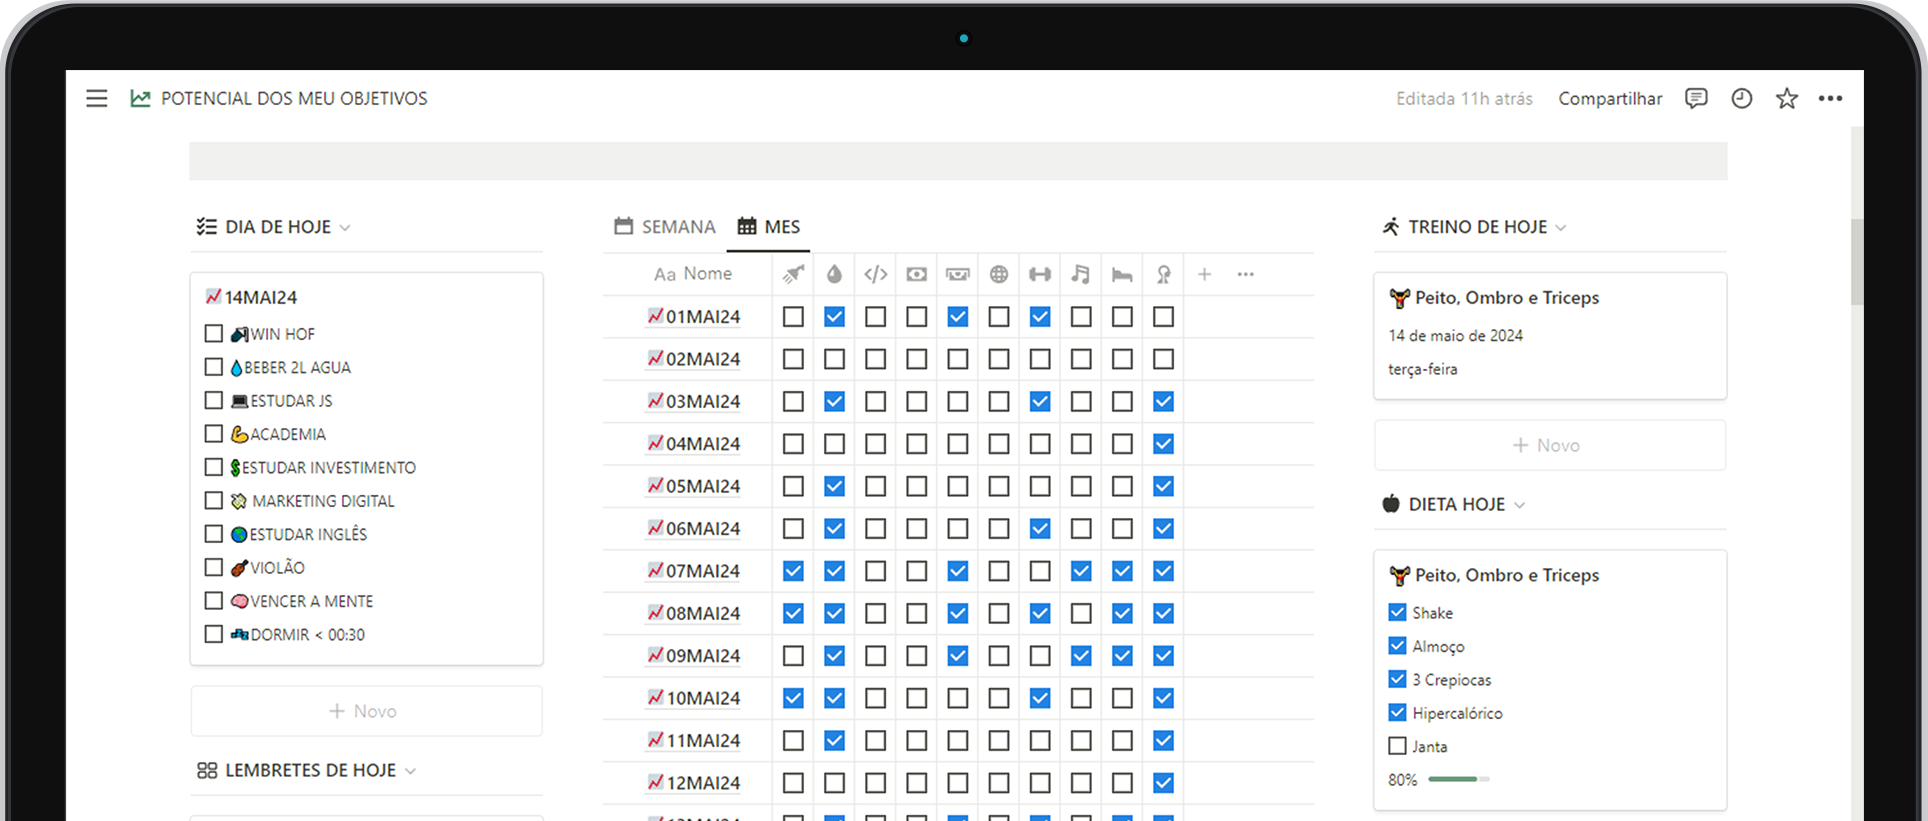 POTENCIAL DOS MEU OBJETIVOS
Editada 11h atrás
Compartilhar
DIA DE HOJE
14MAI24
WIN HOF
BEBER 2L AGUA
ESTUDAR JS
ACADEMIA
ESTUDAR INVESTIMENTO
MARKETING DIGITAL
ESTUDAR INGLÊS
VIOLÃO
VENCER A MENTE
DORMIR < 00:30
+ Novo
LEMBRETES DE HOJE
SEMANA
MES
Aa Nome
01MAI24
02MAI24
03MAI24
04MAI24
05MAI24
06MAI24
07MAI24
08MAI24
09MAI24
10MAI24
11MAI24
12MAI24
TREINO DE HOJE
Peito, Ombro e Triceps
14 de maio de 2024
terça-feira
+ Novo
DIETA HOJE
Peito, Ombro e Triceps
Shake
Almoço
3 Crepiocas
Hipercalórico
Janta
80%